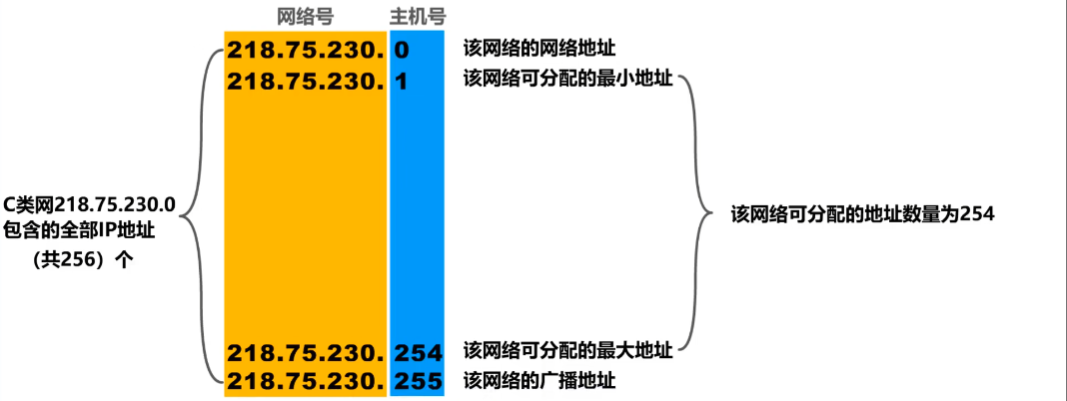 网络号 主机号
218.75.230. 0 该网络的网络地址
218.75.230. 1 该网络可分配的最小地址
C类网218.75.230.0
包含的全部IP地址
（共256）个
该网络可分配的地址数量为254
218.75.230. 254 该网络可分配的最大地址
218.75.230. 255 该网络的广播地址